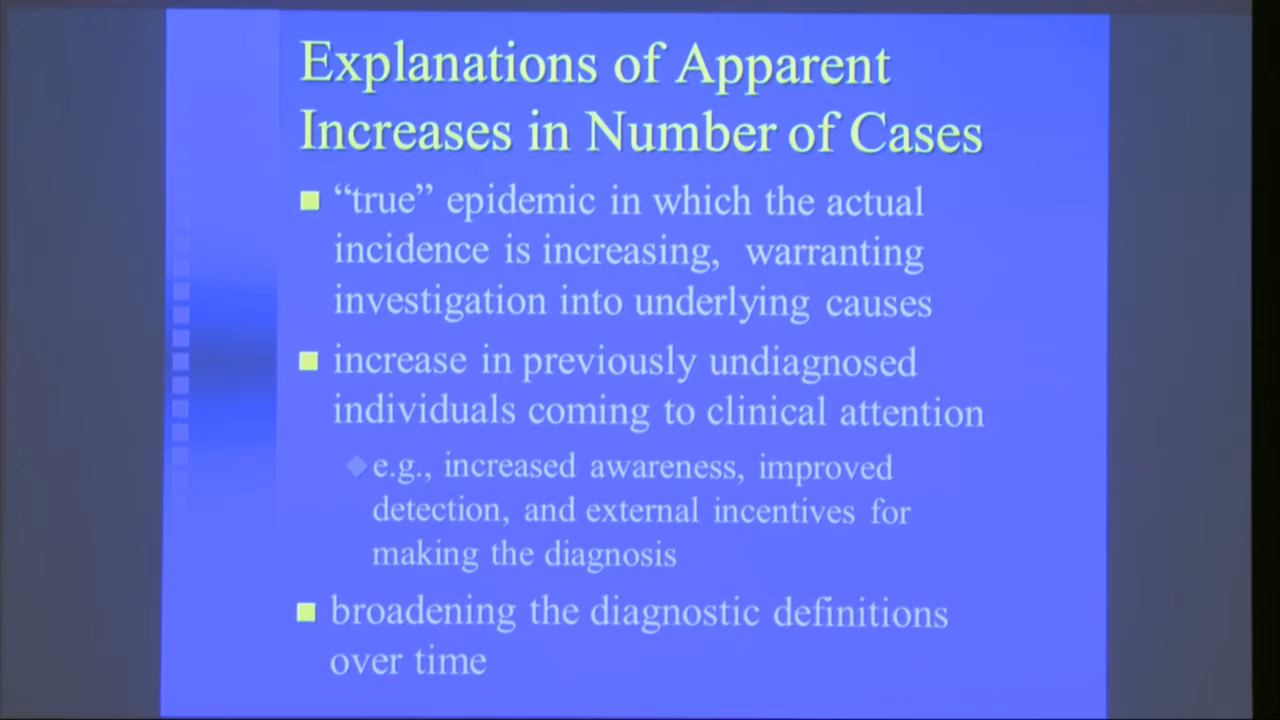 Explanations of Apparent
Increases in Number of Cases
“true” epidemic in which the actual
incidence is increasing, warranting
investigation into underlying causes
increase in previously undiagnosed
individuals coming to clinical attention
e.g., increased awareness, improved
detection, and external incentives for
making the diagnosis
broadening the diagnostic definitions
over time